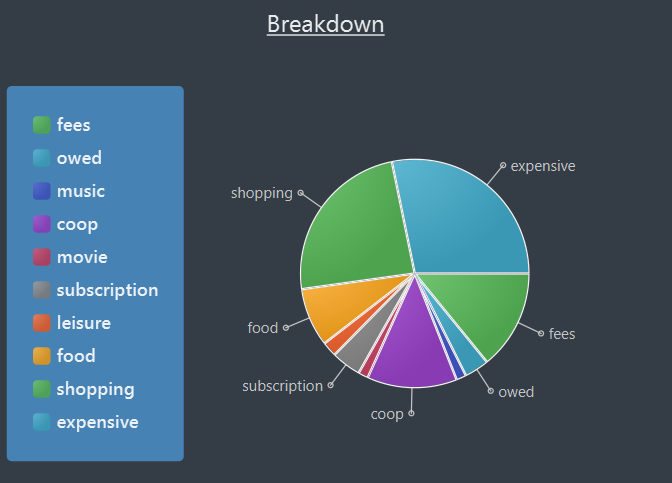 Breakdown
fees
owed
music
coop
movie
subscription
leisure
food
shopping
expensive
expensive
shopping
food
fees
subscription
owed
coop